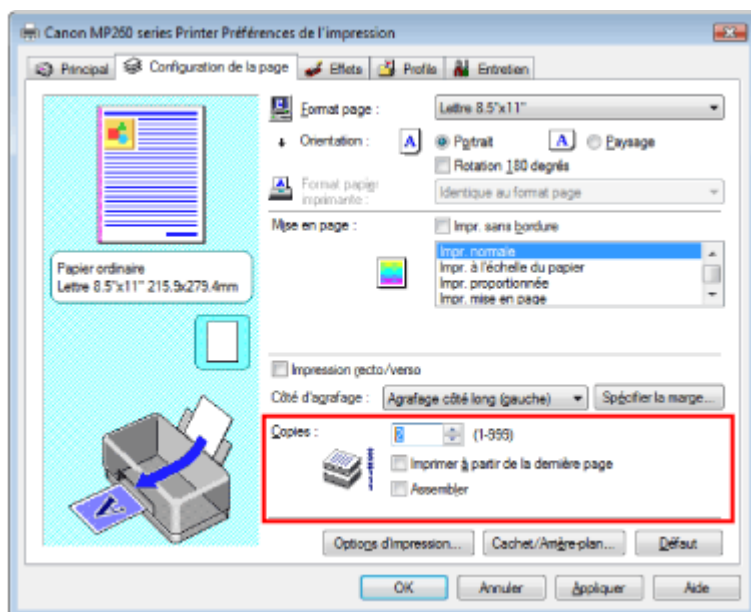 Canon MP260 series Printer Préférences de l'impression
Principal Configuration de la page Effets Profils Entretien
Format page : Lettre 8.5"x11"
Orientation : A Portrait A Paysage
Rotation 180 degrés
Format papier imprimante : Identique au format page
Mise en page : Impr. sans bordure
Impr. normale
Impr. à l'échelle du papier
Impr. proportionnée
Impr. mise en page
Papier ordinaire
Lettre 8.5"x11" 215.9x279.4mm
Impression recto/verso
Côté d'agrafage : Agrafage côté long (gauche) Spécifier la marge...
Copies : 2 (1-999)
Imprimer à partir de la dernière page
Assembler
Options d'impression... Cachet/Arrière-plan... Défaut
OK Annuler Appliquer Aide